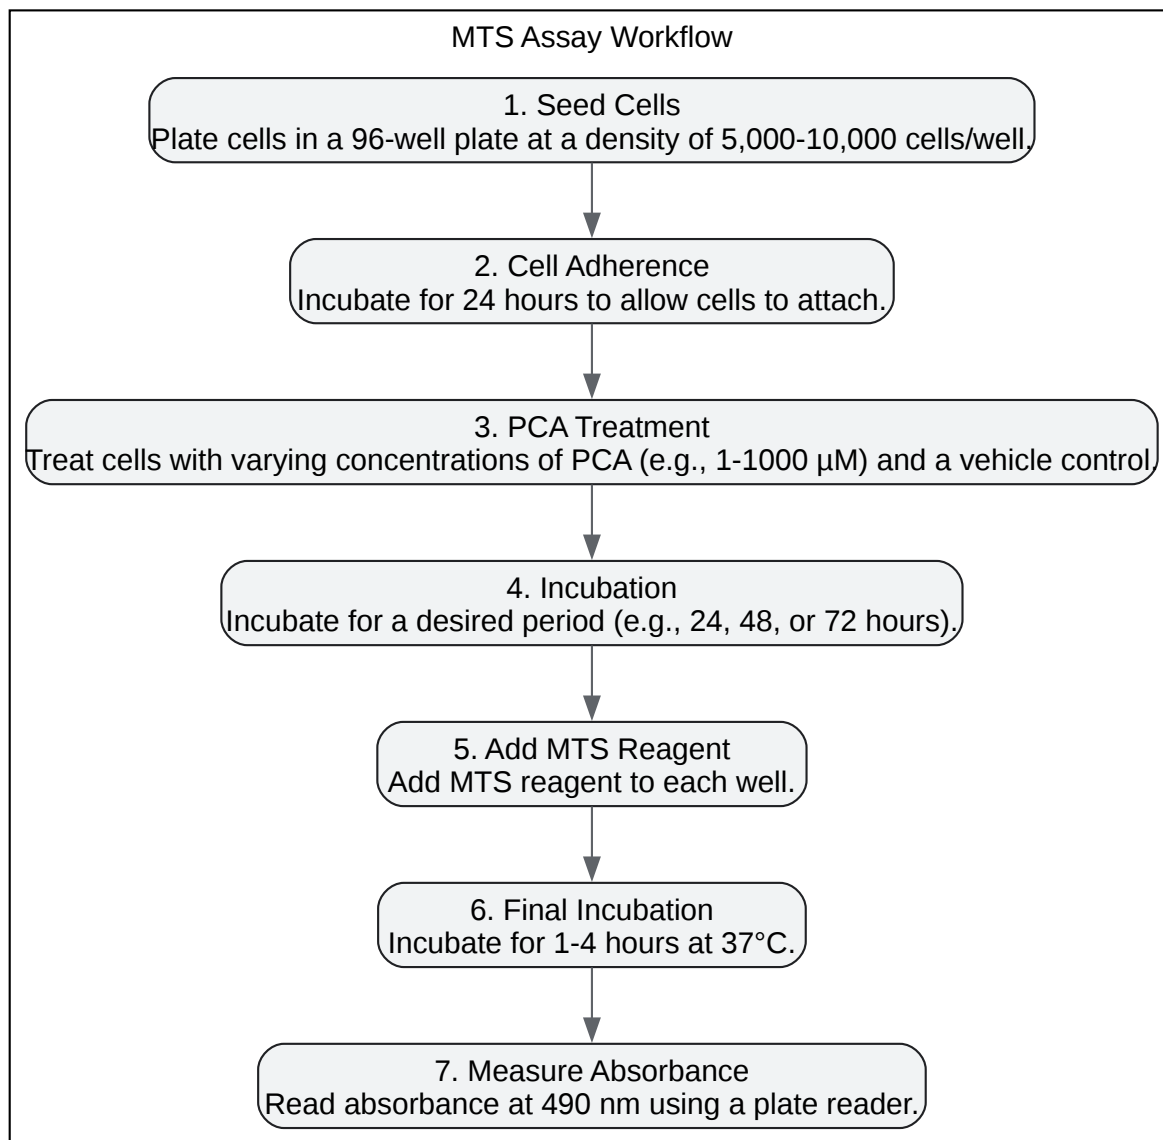 MTS Assay Workflow
1. Seed Cells
Plate cells in a 96-well plate at a density of 5,000-10,000 cells/well.
2. Cell Adherence
Incubate for 24 hours to allow cells to attach.
3. PCA Treatment
Treat cells with varying concentrations of PCA (e.g., 1-1000 µM) and a vehicle control.
4. Incubation
Incubate for a desired period (e.g., 24, 48, or 72 hours).
5. Add MTS Reagent
Add MTS reagent to each well.
6. Final Incubation
Incubate for 1-4 hours at 37°C.
7. Measure Absorbance
Read absorbance at 490 nm using a plate reader.